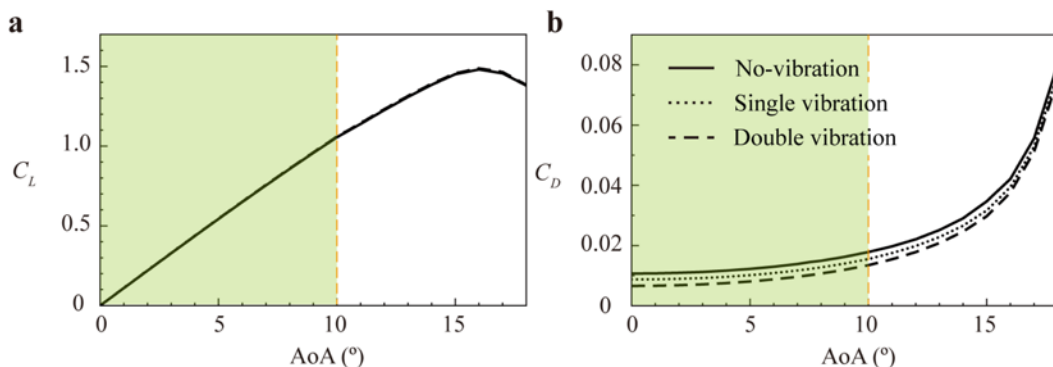 a
1.5
1.0
C_L
0.5
0
0 5 10 15
AoA (º)
b
0.08
No-vibration
0.06
Single vibration
Double vibration
C_D
0.04
0.02
0
0 5 10 15
AoA (º)